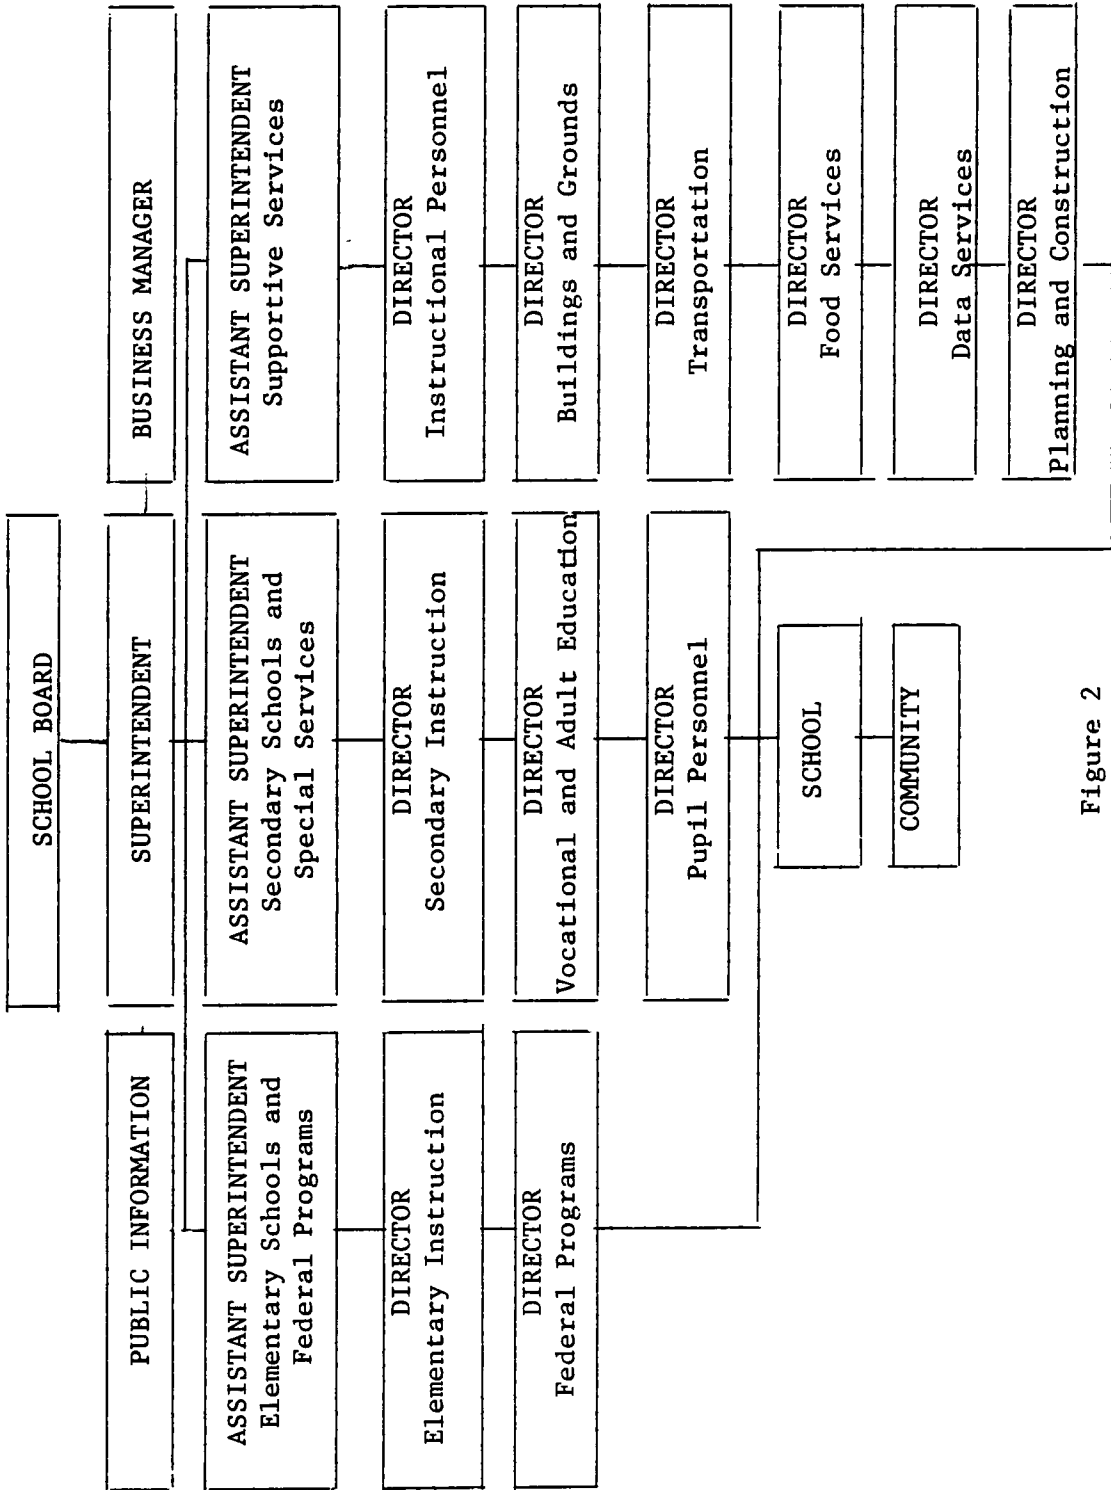 SCHOOL BOARD
PUBLIC INFORMATION
SUPERINTENDENT
BUSINESS MANAGER
ASSISTANT SUPERINTENDENT
Elementary Schools and
Federal Programs
ASSISTANT SUPERINTENDENT
Secondary Schools and
Special Services
ASSISTANT SUPERINTENDENT
Supportive Services
DIRECTOR
Elementary Instruction
DIRECTOR
Secondary Instruction
DIRECTOR
Instructional Personnel
DIRECTOR
Federal Programs
DIRECTOR
Vocational and Adult Education
DIRECTOR
Buildings and Grounds
DIRECTOR
Pupil Personnel
DIRECTOR
Transportation
SCHOOL
DIRECTOR
Food Services
COMMUNITY
DIRECTOR
Data Services
DIRECTOR
Planning and Construction
Figure 2